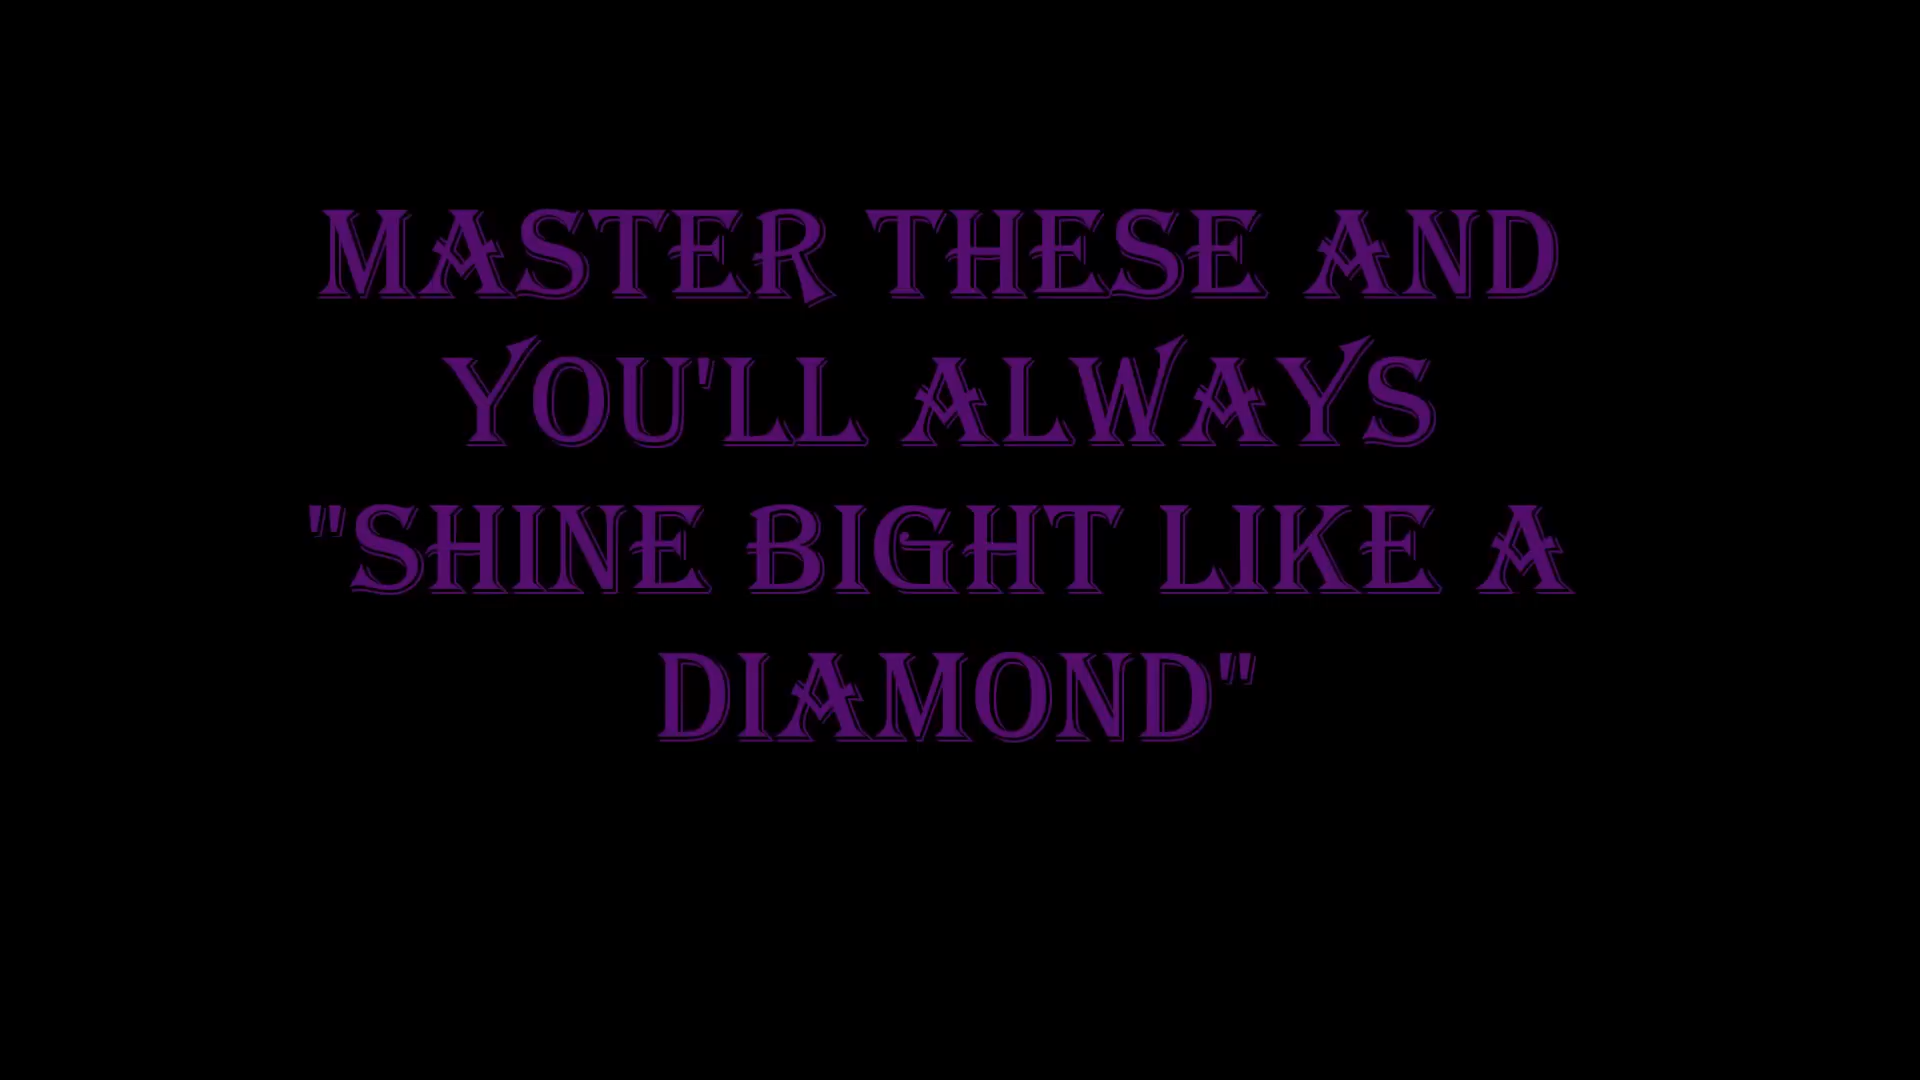 MASTER THESE AND
YOU'LL ALWAYS
"SHINE BIGHT LIKE A
DIAMOND"